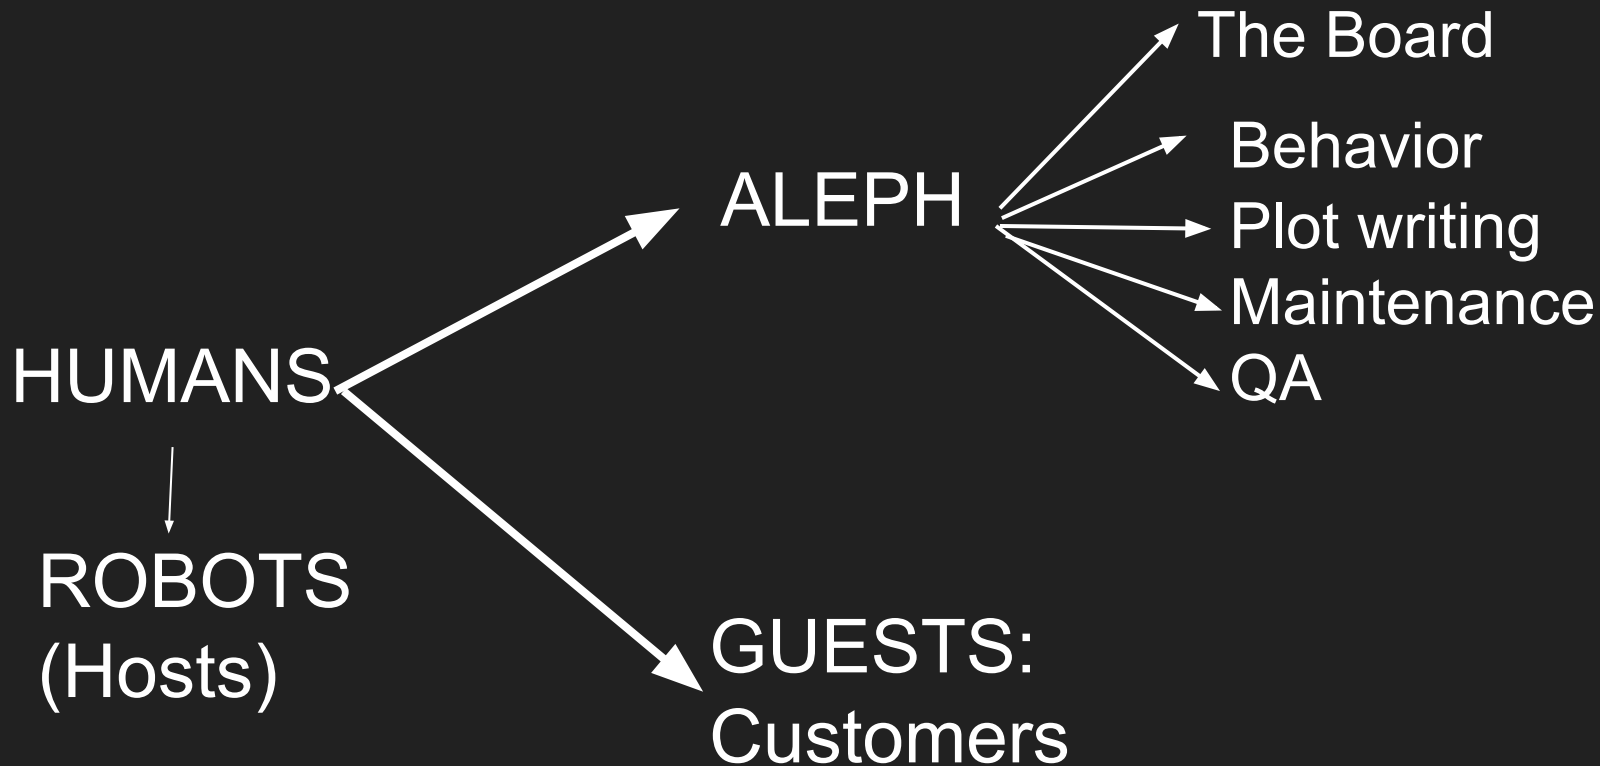 The Board
Behavior
ALEPH
Plot writing
Maintenance
HUMANS
QA
ROBOTS
(Hosts)
GUESTS:
Customers